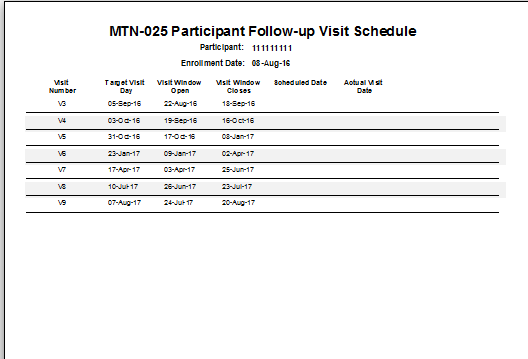 MTN-025 Participant Follow-up Visit Schedule
Participant: 111111111
Enrollment Date: 08-Aug-16
Visit Number Target Visit Day Visit Window Open Visit Window Closes Scheduled Date Actual Visit Date
V3 05-Sep-16 22-Aug-16 18-Sep-16
V4 03-Oct-16 19-Sep-16 16-Oct-16
V5 31-Oct-16 17-Oct-16 08-Jan-17
V6 23-Jan-17 09-Jan-17 02-Apr-17
V7 17-Apr-17 03-Apr-17 25-Jun-17
V8 10-Jul-17 26-Jun-17 23-Jul-17
V9 07-Aug-17 24-Jul-17 20-Aug-17